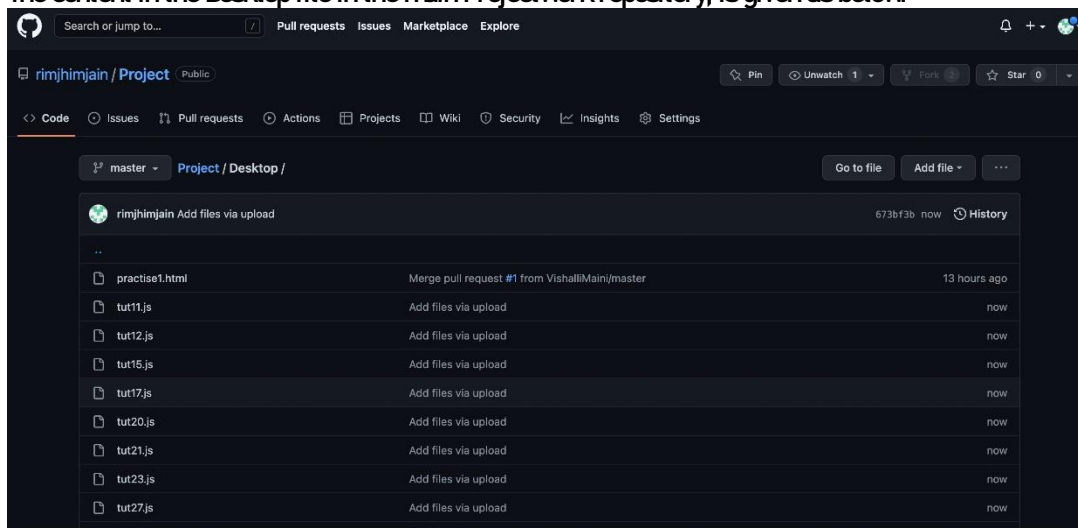 Search or jump to... / Pull requests Issues Marketplace Explore
rimjhimjain / Project Public Pin Unwatch 1 Fork 2 Star 0
Code Issues Pull requests Actions Projects Wiki Security Insights Settings
master Project / Desktop / Go to file Add file ...
rimjhimjain Add files via upload 673bf3b now History
..
practise1.html Merge pull request #1 from VishalliMaini/master 13 hours ago
tut11.js Add files via upload now
tut12.js Add files via upload now
tut15.js Add files via upload now
tut17.js Add files via upload now
tut20.js Add files via upload now
tut21.js Add files via upload now
tut23.js Add files via upload now
tut27.js Add files via upload now